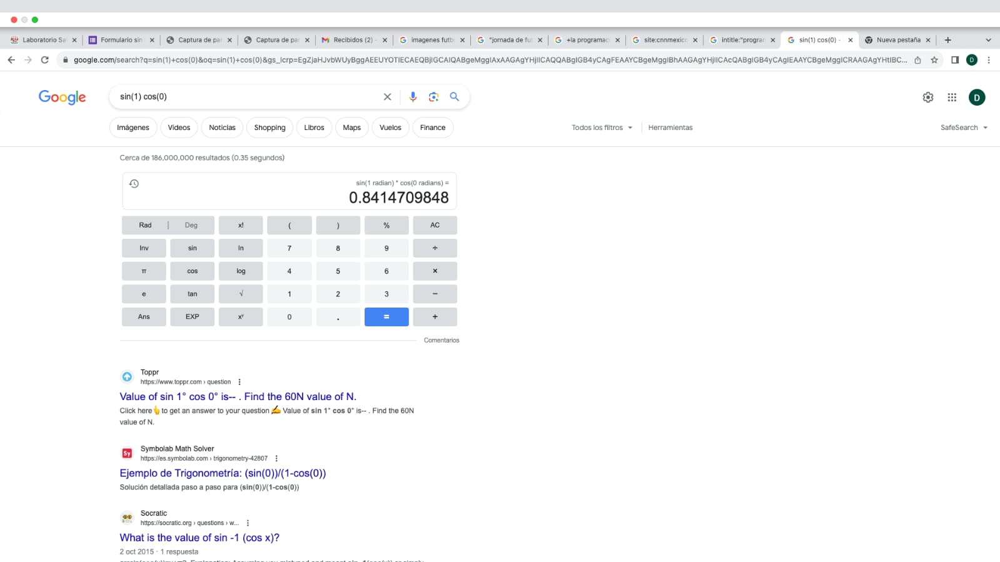 Laboratorio Sa
Formulario sin
Captura de pan
Captura de pan
Recibidos (2) -
imagenes futbo
"jornada de fut
+la programaci
site:cnnmexico
intitle:"program
sin(1) cos(0) -
Nueva pestaña
google.com/search?q=sin(1)+cos(0)&oq=sin(1)+cos(0)&gs_lcrp=
D
Google
sin(1) cos(0)
D
Imágenes
Videos
Noticias
Shopping
Libros
Maps
Vuelos
Finance
Todos los filtros
Herramientas
SafeSearch
Cerca de 186,000,000 resultados (0.35 segundos)
sin(1 radian) * cos(0 radians) =
0.8414709848
Rad | Deg x! ( ) % AC
Inv sin ln 7 8 9 ÷
π cos log 4 5 6 ×
e tan √ 1 2 3 −
Ans EXP xʸ 0 . = +
Comentarios
Toppr
https://www.toppr.com › question
Value of sin 1° cos 0° is-- . Find the 60N value of N.
Click here👆to get an answer to your question ✍️ Value of sin 1° cos 0° is-- . Find the 60N
value of N.
Sy
Symbolab Math Solver
https://es.symbolab.com › trigonometry-42807
Ejemplo de Trigonometría: (sin(0))/(1-cos(0))
Solución detallada paso a paso para (sin(0))/(1-cos(0))
Socratic
https://socratic.org › questions › w...
What is the value of sin -1 (cos x)?
2 oct 2015 · 1 respuesta